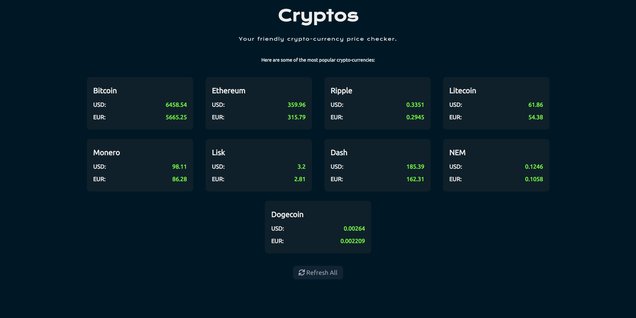 Cryptos
Your friendly crypto-currency price checker.
Here are some of the most popular crypto-currencies:
Bitcoin
USD: 6458.54
EUR: 5665.25
Ethereum
USD: 359.96
EUR: 315.79
Ripple
USD: 0.3351
EUR: 0.2945
Litecoin
USD: 61.86
EUR: 54.38
Monero
USD: 98.11
EUR: 86.28
Lisk
USD: 3.2
EUR: 2.81
Dash
USD: 185.39
EUR: 162.31
NEM
USD: 0.1246
EUR: 0.1058
Dogecoin
USD: 0.00264
EUR: 0.002209
Refresh All